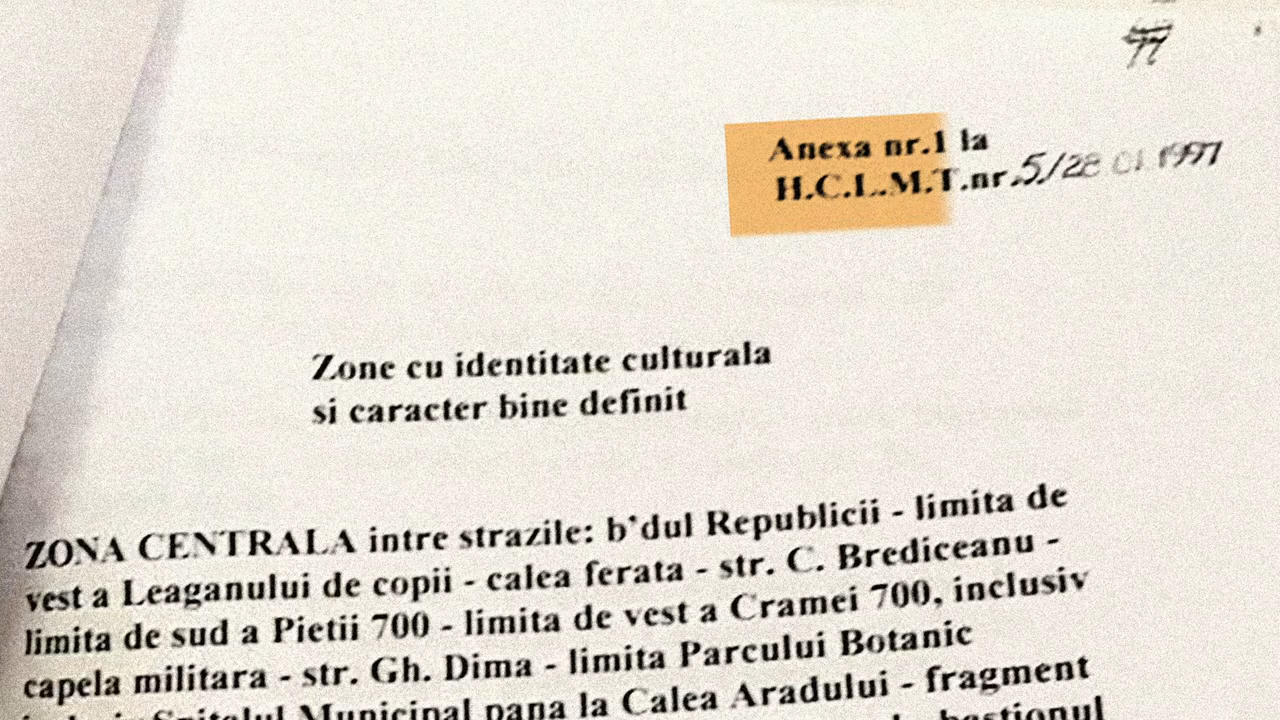 77
Anexa nr.1 la
H.C.L.M.T.nr.5/28 01 1997
Zone cu identitate culturala
si caracter bine definit
ZONA CENTRALA intre strazile: b'dul Republicii - limita de
vest a Leaganului de copii - calea ferata - str. C. Brediceanu -
limita de sud a Pietii 700 - limita de vest a Cramei 700, inclusiv
capela militara - str. Gh. Dima - limita Parcului Botanic
Spitalul Municipal pana la Calea Aradului - fragment
bastionul